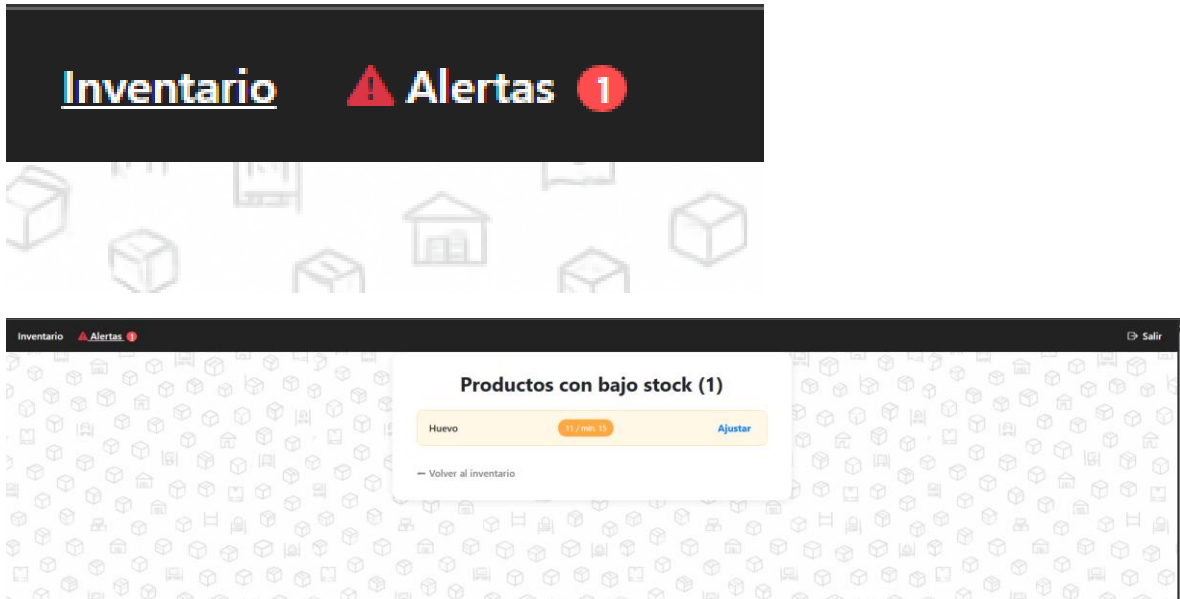 Inventario Alertas 1
Inventario Alertas 1 Salir
Productos con bajo stock (1)
Huevo 11 / min. 15 Ajustar
Volver al inventario